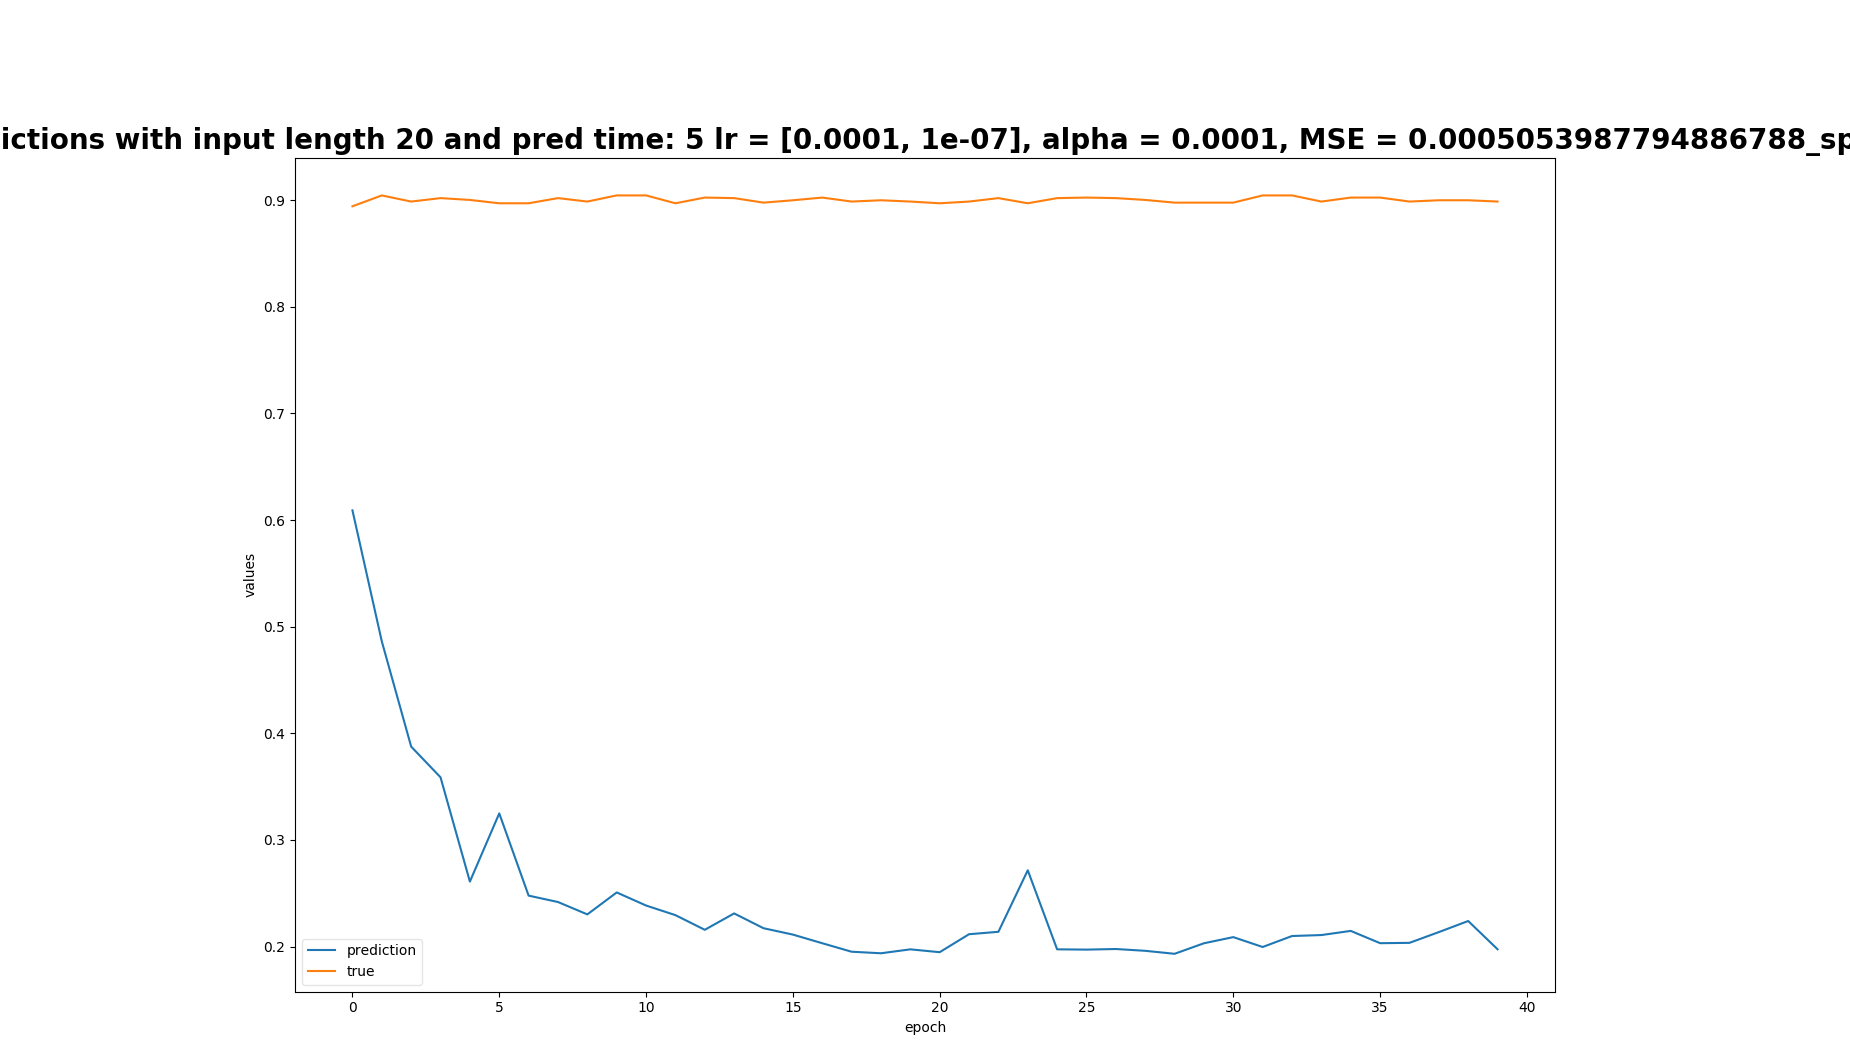 ictions with input length 20 and pred time: 5 lr = [0.0001, 1e-07], alpha = 0.0001, MSE = 0.0005053987794886788_sp
0.9
0.8
0.7
0.6
0.5
0.4
0.3
0.2
values
prediction
true
0 5 10 15 20 25 30 35 40
epoch